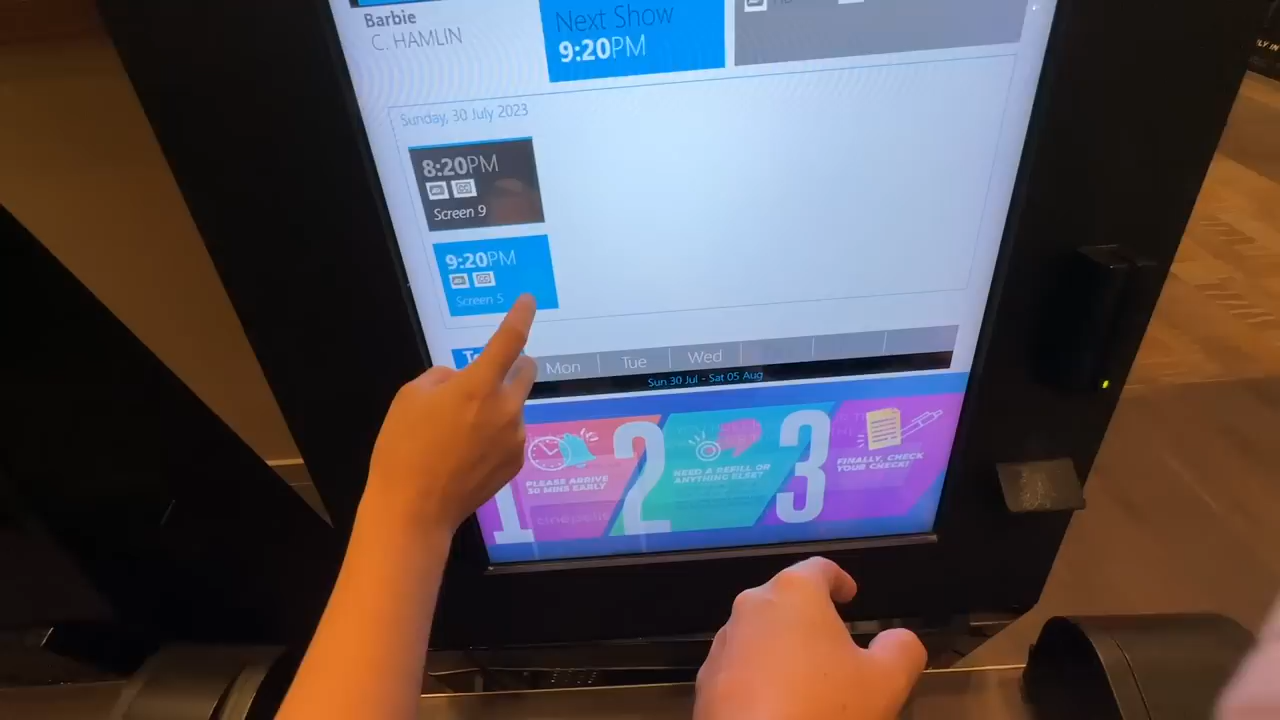 Barbie
C. HAMLIN
Next Show
9:20PM
Sunday, 30 July 2023
8:20PM
CC
Screen 9
9:20PM
CC
Screen 5
Mon
Tue
Wed
Sun 30 Jul - Sat 05 Aug
1
PLEASE ARRIVE
30 MINS EARLY
2
NEED A REFILL OR
ANYTHING ELSE?
3
FINALLY, CHECK
YOUR CHECK!